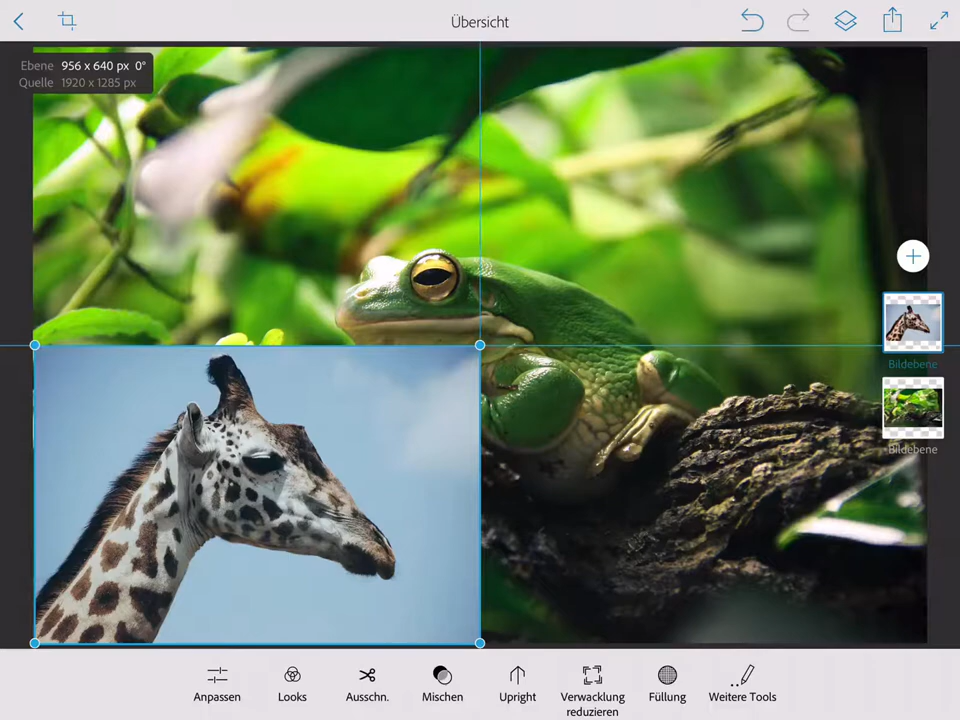 Übersicht
Ebene 956 x 640 px 0°
Quelle 1920 x 1285 px
Bildebene
Bildebene
Anpassen
Looks
Ausschn.
Mischen
Upright
Verwacklung
reduzieren
Füllung
Weitere Tools